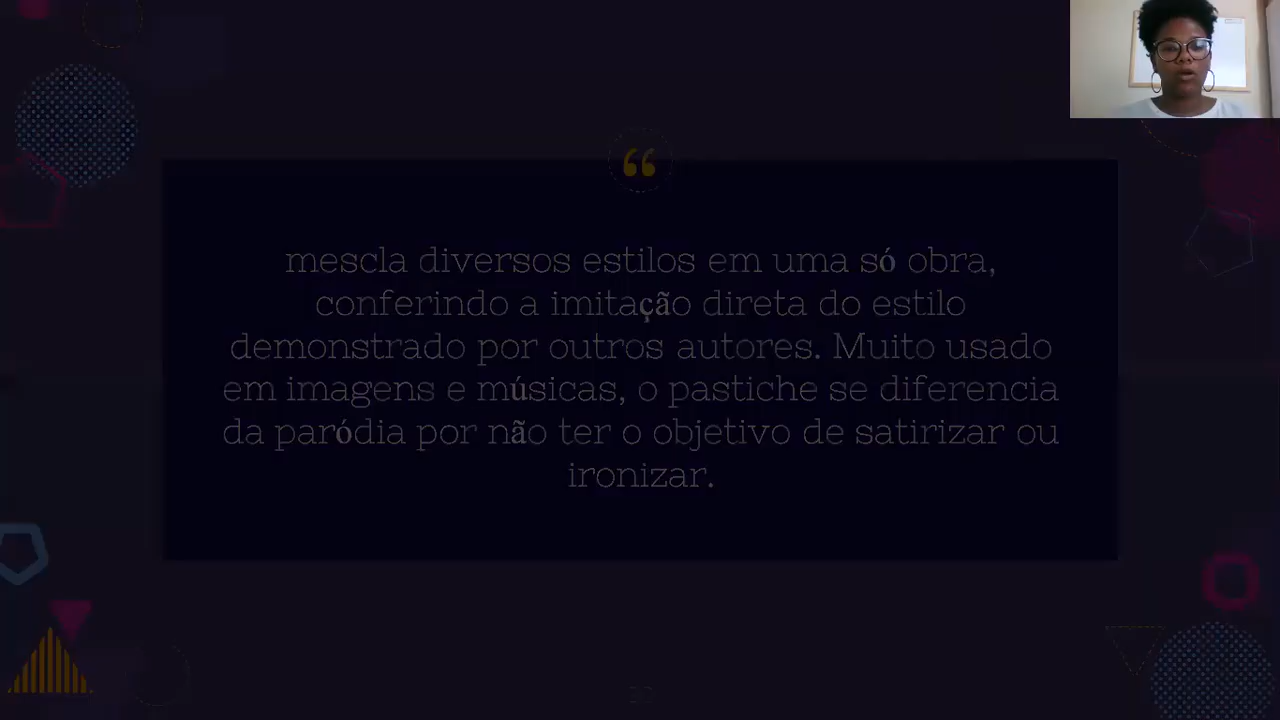 “
mescla diversos estilos em uma só obra,
conferindo a imitação direta do estilo
demonstrado por outros autores. Muito usado
em imagens e músicas, o pastiche se diferencia
da paródia por não ter o objetivo de satirizar ou
ironizar.